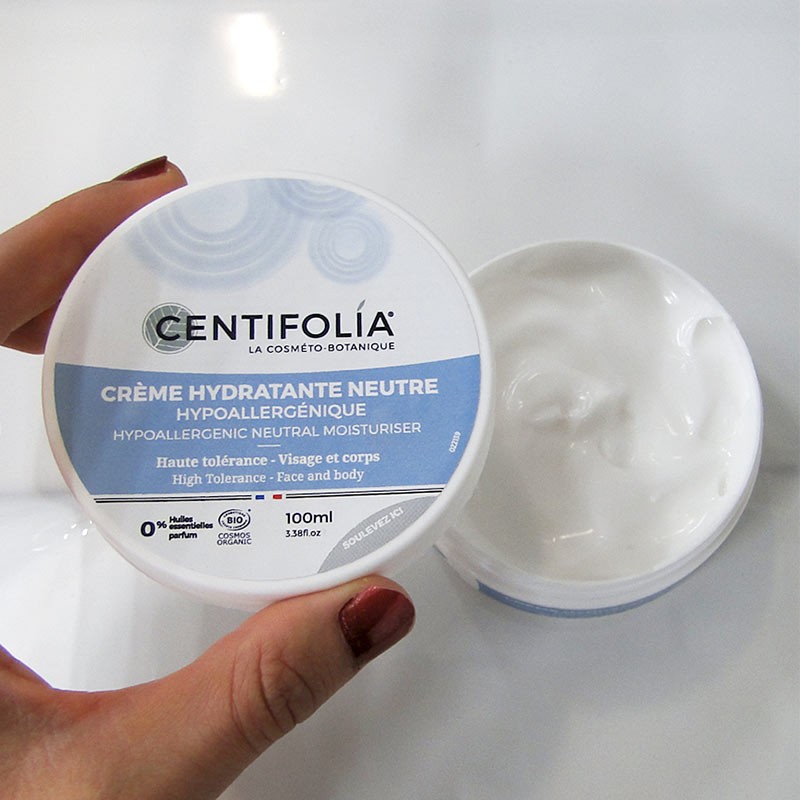 CENTIFOLÍA®
LA COSMÉTO-BOTANIQUE
CRÈME HYDRATANTE NEUTRE
HYPOALLERGÉNIQUE
HYPOALLERGENIC NEUTRAL MOISTURISER
Haute tolérance - Visage et corps
High Tolerance - Face and body
0% Huiles essentielles parfum
BIO
COSMOS ORGANIC
100ml
3.38fl.oz
SOULEVEZ ICI